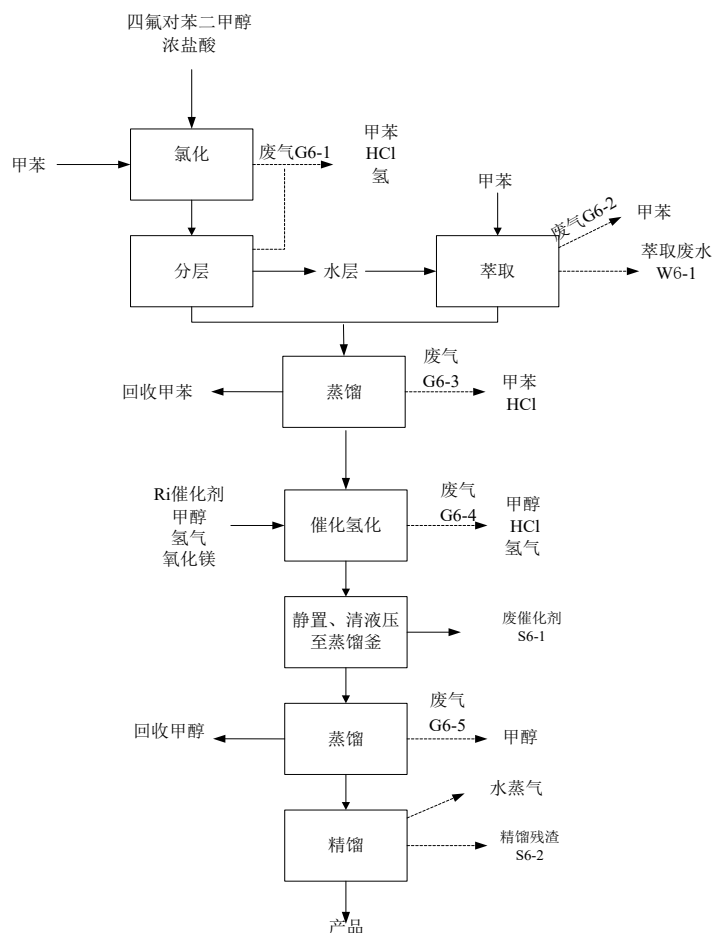 四氟对苯二甲醇
浓盐酸
甲苯
氯化
废气G6-1
甲苯
HCl
氢
分层
水层
甲苯
萃取
废气G6-2
甲苯
萃取废水
W6-1
回收甲苯
蒸馏
废气
G6-3
甲苯
HCl
Ri催化剂
甲醇
氢气
氧化镁
催化氢化
废气
G6-4
甲醇
HCl
氢气
静置、清液压
至蒸馏釜
废催化剂
S6-1
回收甲醇
蒸馏
废气
G6-5
甲醇
水蒸气
精馏
精馏残渣
S6-2
产品